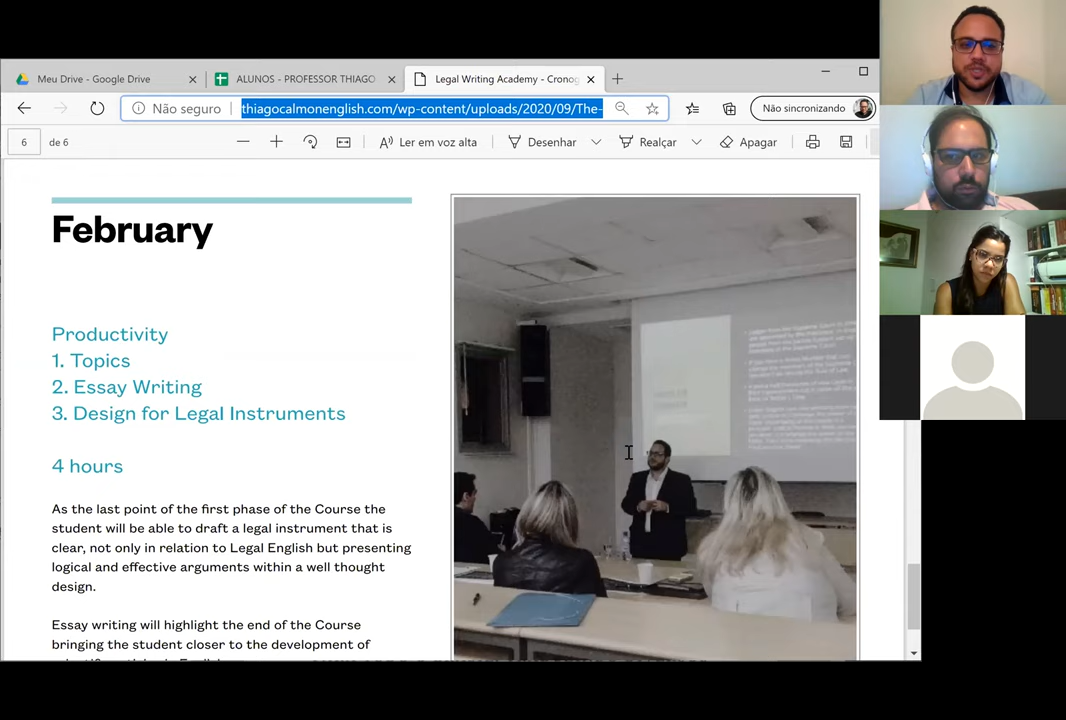 Meu Drive - Google Drive
ALUNOS - PROFESSOR THIAGO
Legal Writing Academy - Cronog
Não seguro
thiagocalmonenglish.com/wp-content/uploads/2020/09/The-
Não sincronizando
6 de 6
Ler em voz alta
Desenhar
Realçar
Apagar
February
Productivity
1. Topics
2. Essay Writing
3. Design for Legal Instruments
4 hours
As the last point of the first phase of the Course the
student will be able to draft a legal instrument that is
clear, not only in relation to Legal English but presenting
logical and effective arguments within a well thought
design.
Essay writing will highlight the end of the Course
bringing the student closer to the development of